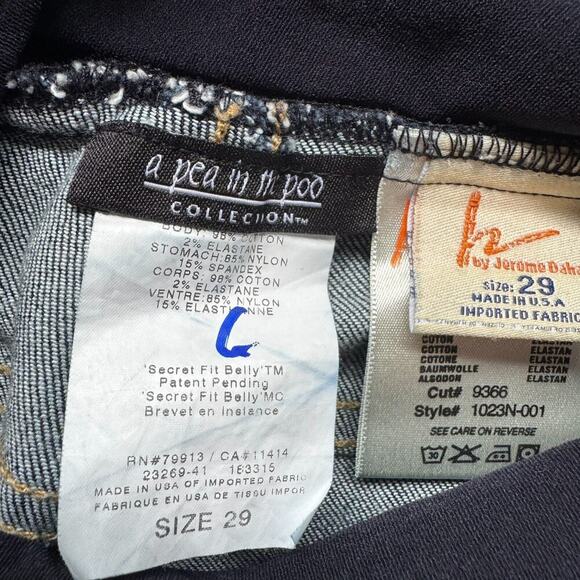 a pea in the pod
COLLECTION™
BODY: 98% COTTON
2% ELASTANE
STOMACH: 85% NYLON
15% SPANDEX
CORPS: 98% COTON
2% ELASTANE
VENTRE: 85% NYLON
15% ELASTHANNE
'Secret Fit Belly'TM
Patent Pending
'Secret Fit Belly'MC
Brevet en Instance
RN#79913 / CA#11414
23269-41 183315
MADE IN USA OF IMPORTED FABRIC
FABRIQUE EN USA DE TISSU IMPOR
SIZE 29
by Jerome Daha
SIZE: 29
MADE IN U.S.A
IMPORTED FABRIC
COTTON ELASTAN
COTON ELASTAN
COTONE ELASTAN
BAUMWOLLE ELASTAN
ALGODON ELASTAN
Cut# 9366
Style# 1023N-001
SEE CARE ON REVERSE
30